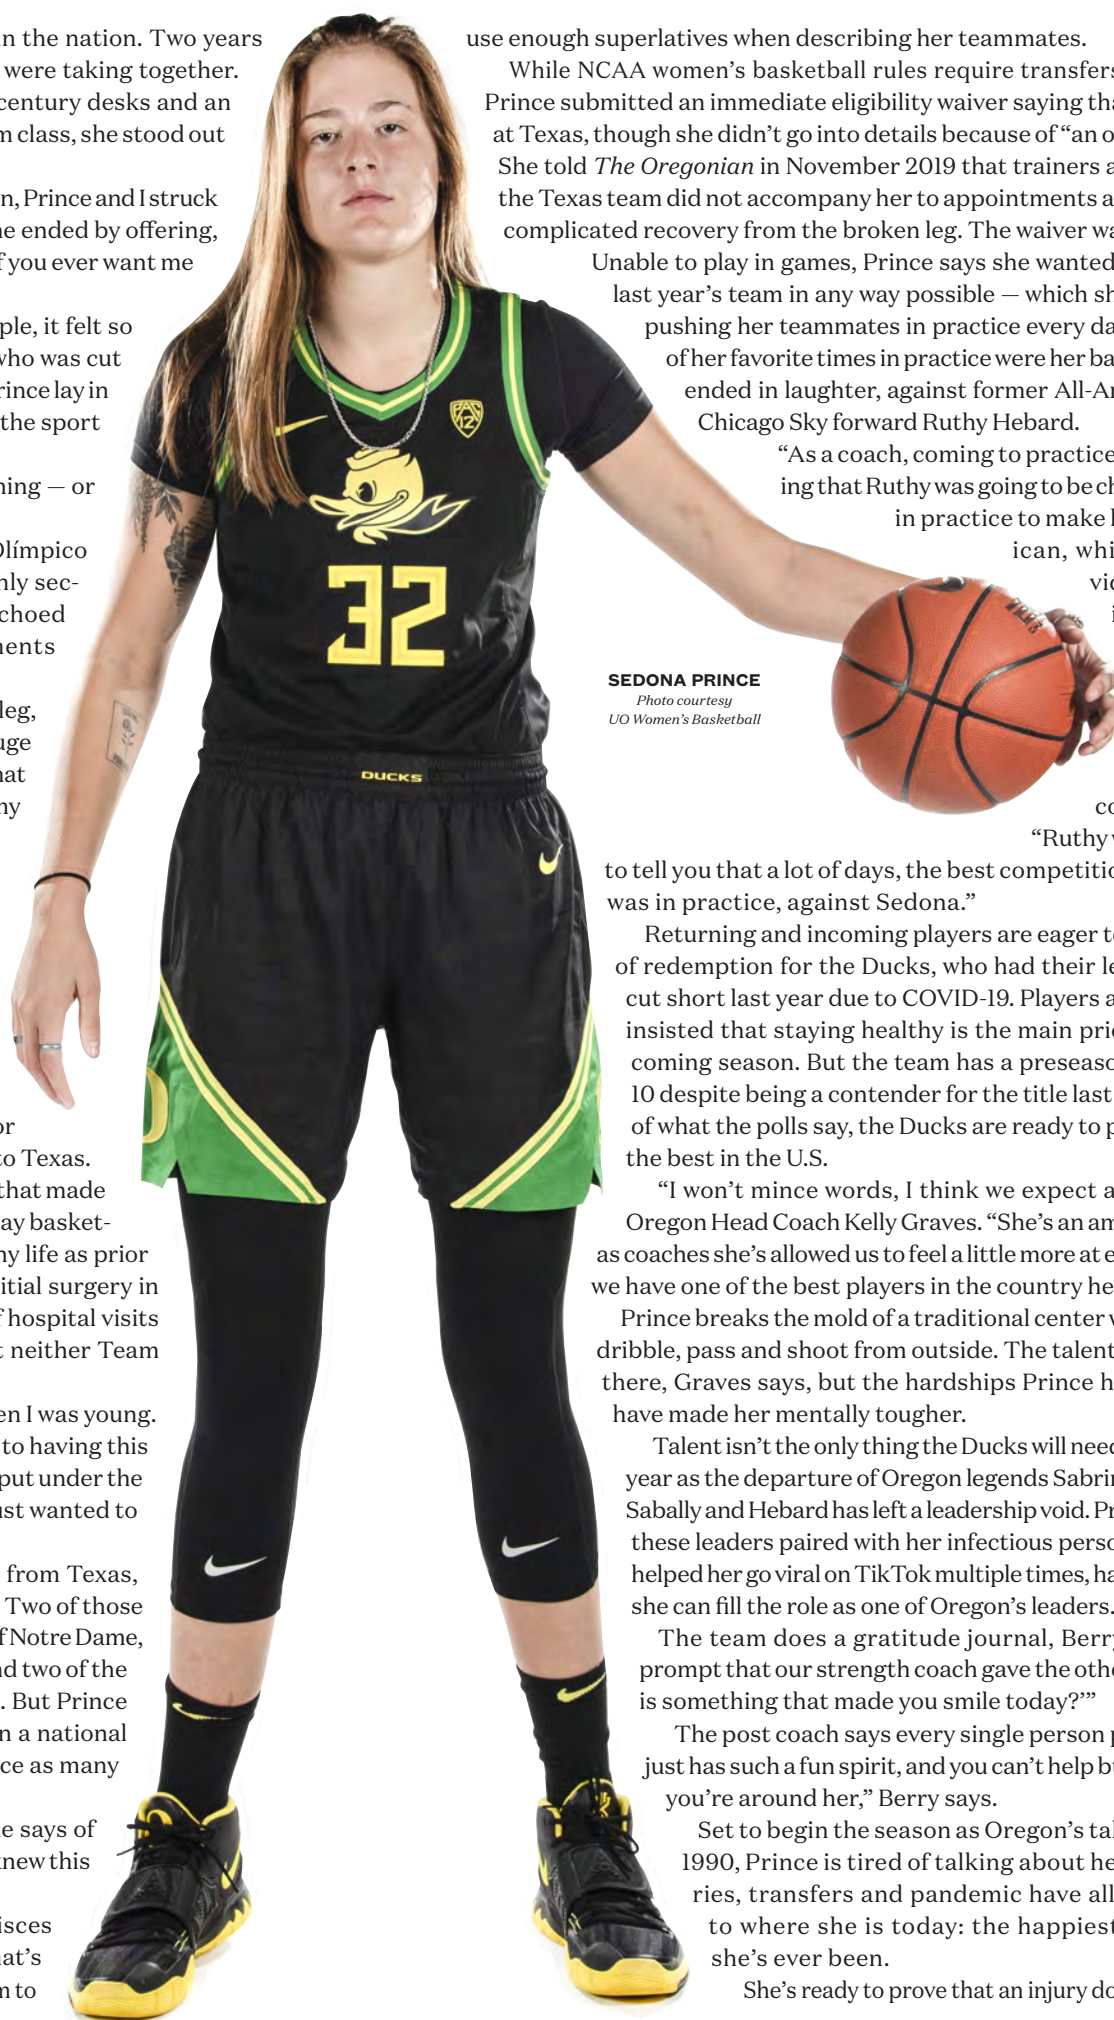 n the nation. Two years
were taking together.
century desks and an
m class, she stood out
n, Prince and I struck
e ended by offering,
f you ever want me
ple, it felt so
who was cut
rince lay in
the sport
ning — or
Olímpico
nly sec-
choed
nents
leg,
uge
hat
ny
or
to Texas.
that made
ay basket-
ny life as prior
itial surgery in
f hospital visits
t neither Team
en I was young.
to having this
put under the
ust wanted to
from Texas,
Two of those
f Notre Dame,
nd two of the
. But Prince
n a national
ce as many
e says of
knew this
isces
hat's
m to
PAC
12
32
DUCKS
O
SEDONA PRINCE
Photo courtesy
UO Women's Basketball
use enough superlatives when describing her teammates.
While NCAA women's basketball rules require transfers
Prince submitted an immediate eligibility waiver saying tha
at Texas, though she didn't go into details because of “an o
She told The Oregonian in November 2019 that trainers a
the Texas team did not accompany her to appointments a
complicated recovery from the broken leg. The waiver wa
Unable to play in games, Prince says she wanted
last year's team in any way possible — which sh
pushing her teammates in practice every da
of her favorite times in practice were her ba
ended in laughter, against former All-Am
Chicago Sky forward Ruthy Hebard.
“As a coach, coming to practice
ing that Ruthy was going to be ch
in practice to make
ican, whi
vic
i
co
“Ruthy
to tell you that a lot of days, the best competitio
was in practice, against Sedona.”
Returning and incoming players are eager to
of redemption for the Ducks, who had their le
cut short last year due to COVID-19. Players a
insisted that staying healthy is the main prio
coming season. But the team has a preseaso
10 despite being a contender for the title last
of what the polls say, the Ducks are ready to p
the best in the U.S.
“I won't mince words, I think we expect a
Oregon Head Coach Kelly Graves. “She's an am
as coaches she's allowed us to feel a little more at e
we have one of the best players in the country he
Prince breaks the mold of a traditional center w
dribble, pass and shoot from outside. The talent
there, Graves says, but the hardships Prince h
have made her mentally tougher.
Talent isn't the only thing the Ducks will need
year as the departure of Oregon legends Sabrin
Sabally and Hebard has left a leadership void. Pr
these leaders paired with her infectious perso
helped her go viral on TikTok multiple times, ha
she can fill the role as one of Oregon's leaders.
The team does a gratitude journal, Berry
prompt that our strength coach gave the othe
is something that made you smile today?’”
The post coach says every single person p
just has such a fun spirit, and you can't help bu
you're around her,” Berry says.
Set to begin the season as Oregon's tal
1990, Prince is tired of talking about he
ries, transfers and pandemic have all
to where she is today: the happiest
she's ever been.
She's ready to prove that an injury do